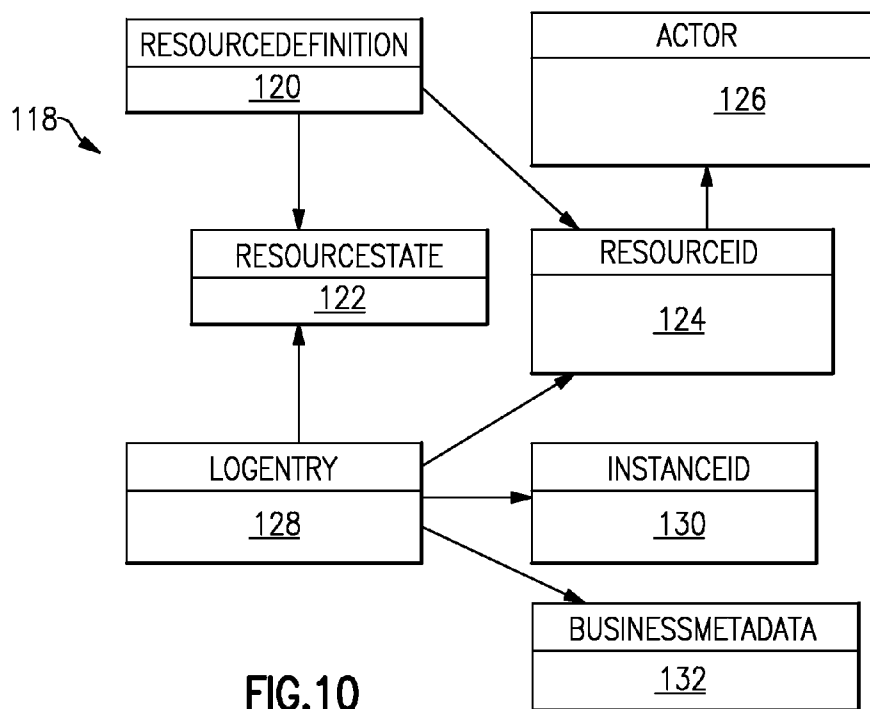 RESOURCEDEFINITION
120
ACTOR
126
118
RESOURCESTATE
122
RESOURCEID
124
LOGENTRY
128
INSTANCEID
130
BUSINESSMETADATA
132
FIG.10